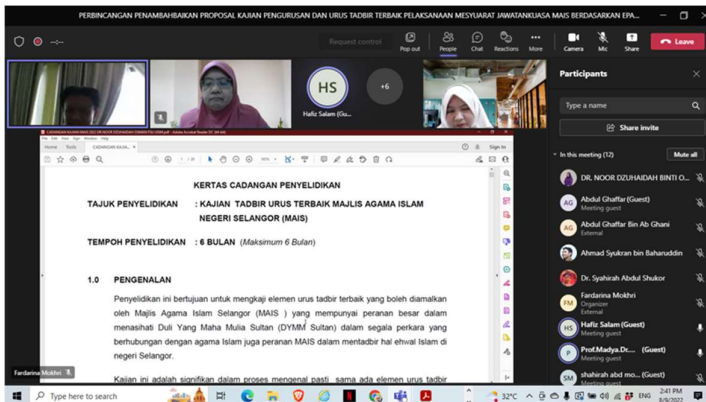 PERBINCANGAN PENAMBAHBAIKAN PROPOSAL KAJIAN PENGURUSAN DAN URUS TADBIR TERBAIK PELAKSANAAN MESYUARAT JAWATANKUASA MAIS BERDASARKAN EPA...
Request control
Pop out
People
Chat
Reactions
More
Camera
Mic
Share
Leave
HS
Hafiz Salam (Gu...
+6
Participants
Type a name
Share invite
In this meeting (12)
Mute all
DR. NOOR DZUHAIDAH BINTI O...
AG
Abdul Ghaffar (Guest)
Meeting guest
AG
Abdul Ghaffar Bin Ab Ghani
External
Ahmad Syukran bin Baharuddin
Dr. Syahirah Abdul Shukor
FM
Fardarina Mokhri
Organizer
External
HS
Hafiz Salam (Guest)
Meeting guest
P
Prof.Madya.Dr.... (Guest)
Meeting guest
SM
shahirah abd mo... (Guest)
Meeting guest
Home
Tools
Sign In
KERTAS CADANGAN PENYELIDIKAN
TAJUK PENYELIDIKAN : KAJIAN TADBIR URUS TERBAIK MAJLIS AGAMA ISLAM
NEGERI SELANGOR (MAIS)
TEMPOH PENYELIDIKAN : 6 BULAN (Maksimum 6 Bulan)
1.0 PENGENALAN
Penyelidikan ini bertujuan untuk mengkaji elemen urus tadbir terbaik yang boleh diamalkan
oleh Majlis Agama Islam Selangor (MAIS ) yang mempunyai peranan besar dalam
menasihati Duli Yang Maha Mulia Sultan (DYMM Sultan) dalam segala perkara yang
berhubungan dengan agama Islam juga peranan MAIS dalam mentadbir hal ehwal Islam di
negeri Selangor.
Kajian ini adalah signifikan dalam proses mengenal pasti sama ada elemen urus tadbir
Fardarina Mokhri
Type here to search
32°C
ENG
2:41 PM
8/9/2022